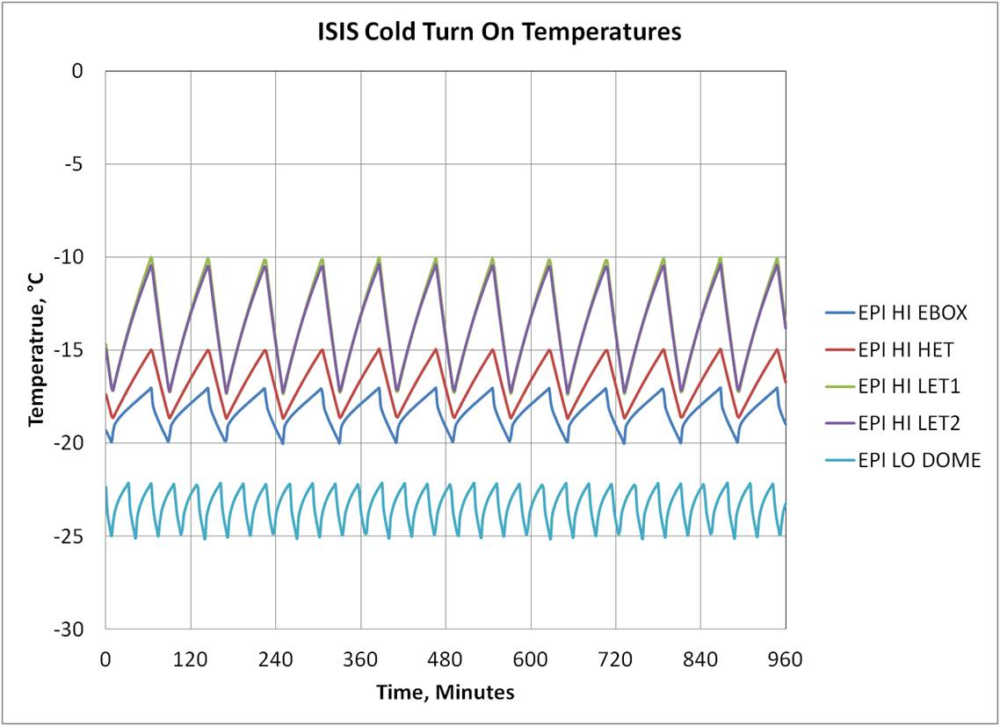 ISIS Cold Turn On Temperatures
0
-5
-10
-15
-20
-25
-30
Temperatrue, °C
0 120 240 360 480 600 720 840 960
Time, Minutes
EPI HI EBOX
EPI HI HET
EPI HI LET1
EPI HI LET2
EPI LO DOME